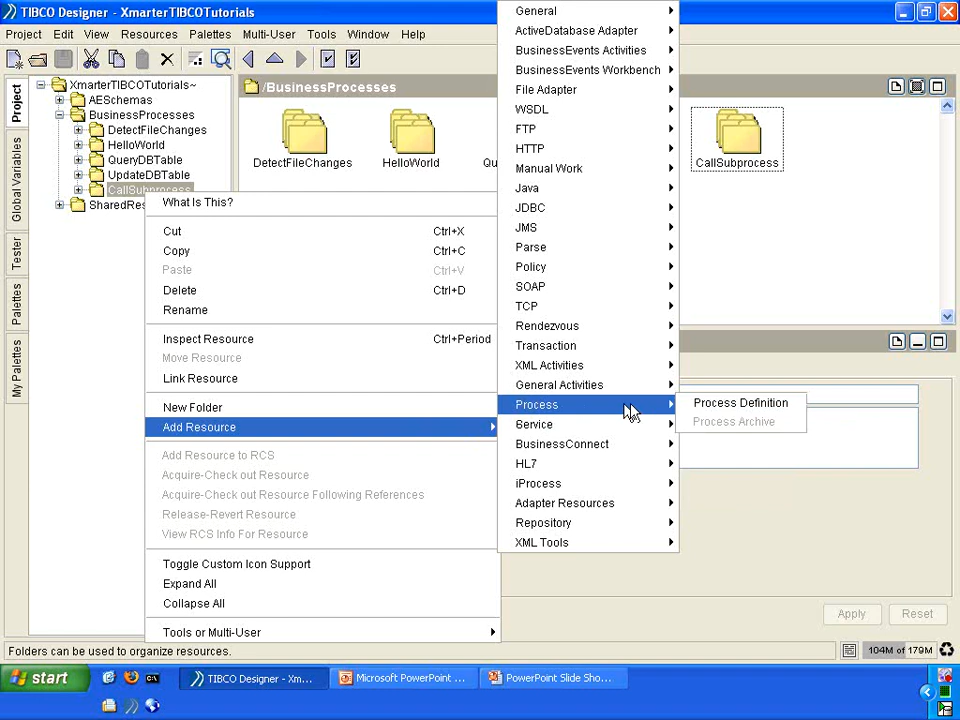 TIBCO Designer - XmarterTIBCOTutorials
Project Edit View Resources Palettes Multi-User Tools Window Help
Project
Global Variables
Tester
Palettes
My Palettes
XmarterTIBCOTutorials~
AESchemas
BusinessProcesses
DetectFileChanges
HelloWorld
QueryDBTable
UpdateDBTable
CallSubprocess
SharedRes
/BusinessProcesses
DetectFileChanges
HelloWorld
Qu
CallSubprocess
What Is This?
Cut Ctrl+X
Copy Ctrl+C
Paste Ctrl+V
Delete Ctrl+D
Rename
Inspect Resource Ctrl+Period
Move Resource
Link Resource
New Folder
Add Resource
Add Resource to RCS
Acquire-Check out Resource
Acquire-Check out Resource Following References
Release-Revert Resource
View RCS Info For Resource
Toggle Custom Icon Support
Expand All
Collapse All
Tools or Multi-User
General
ActiveDatabase Adapter
BusinessEvents Activities
BusinessEvents Workbench
File Adapter
WSDL
FTP
HTTP
Manual Work
Java
JDBC
JMS
Parse
Policy
SOAP
TCP
Rendezvous
Transaction
XML Activities
General Activities
Process
Service
BusinessConnect
HL7
iProcess
Adapter Resources
Repository
XML Tools
Process Definition
Process Archive
Apply
Reset
Folders can be used to organize resources.
104M of 179M
start
TIBCO Designer - Xm...
Microsoft PowerPoint ...
PowerPoint Slide Sho...